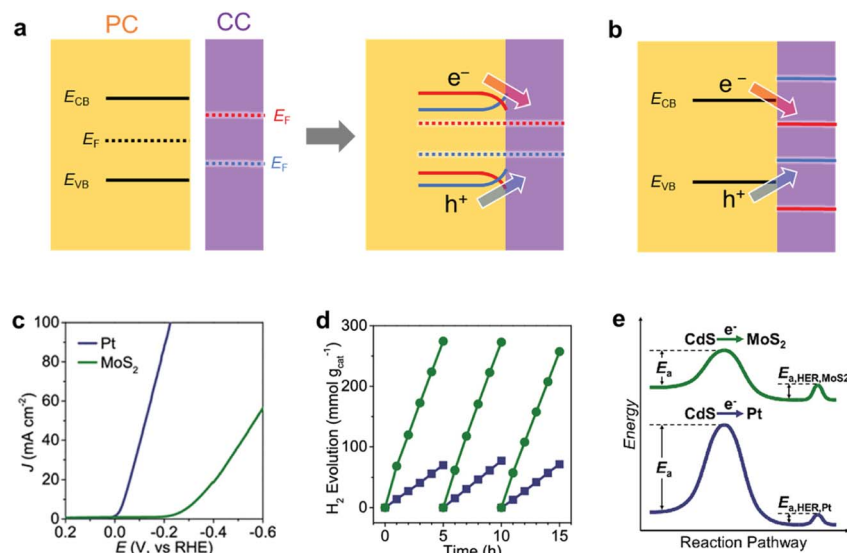 a
PC
CC
E_CB
E_F
E_VB
E_F
E_F
e⁻
h⁺
b
E_CB
E_VB
e⁻
h⁺
c
100
80
60
40
20
0
J (mA cm⁻²)
Pt
MoS₂
0.2
0.0
-0.2
-0.4
-0.6
E (V, vs RHE)
d
300
200
100
0
H₂ Evolution (mmol g_cat⁻¹)
0
5
10
15
Time (h)
e
Energy
e⁻
CdS → MoS₂
E_a
E_a,HER,MoS2
e⁻
CdS → Pt
E_a
E_a,HER,Pt
Reaction Pathway